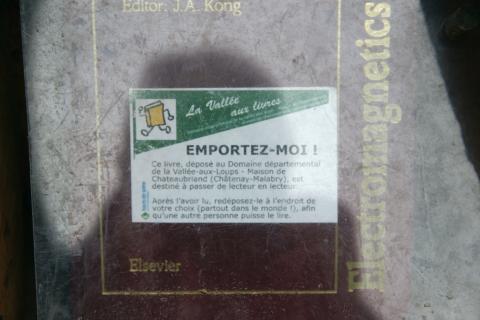 Editor: J.A. Kong
La Vallée
aux livres
EMPORTEZ-MOI !
Ce livre, déposé au Domaine départemental
de la Vallée-aux-Loups - Maison de
Chateaubriand (Châtenay-Malabry), est
destiné à passer de lecteur en lecteur.
Après l'avoir lu, redéposez-le à l'endroit de
votre choix (partout dans le monde !), afin
qu'une autre personne puisse le lire.
Elsevier
Electromagnetics